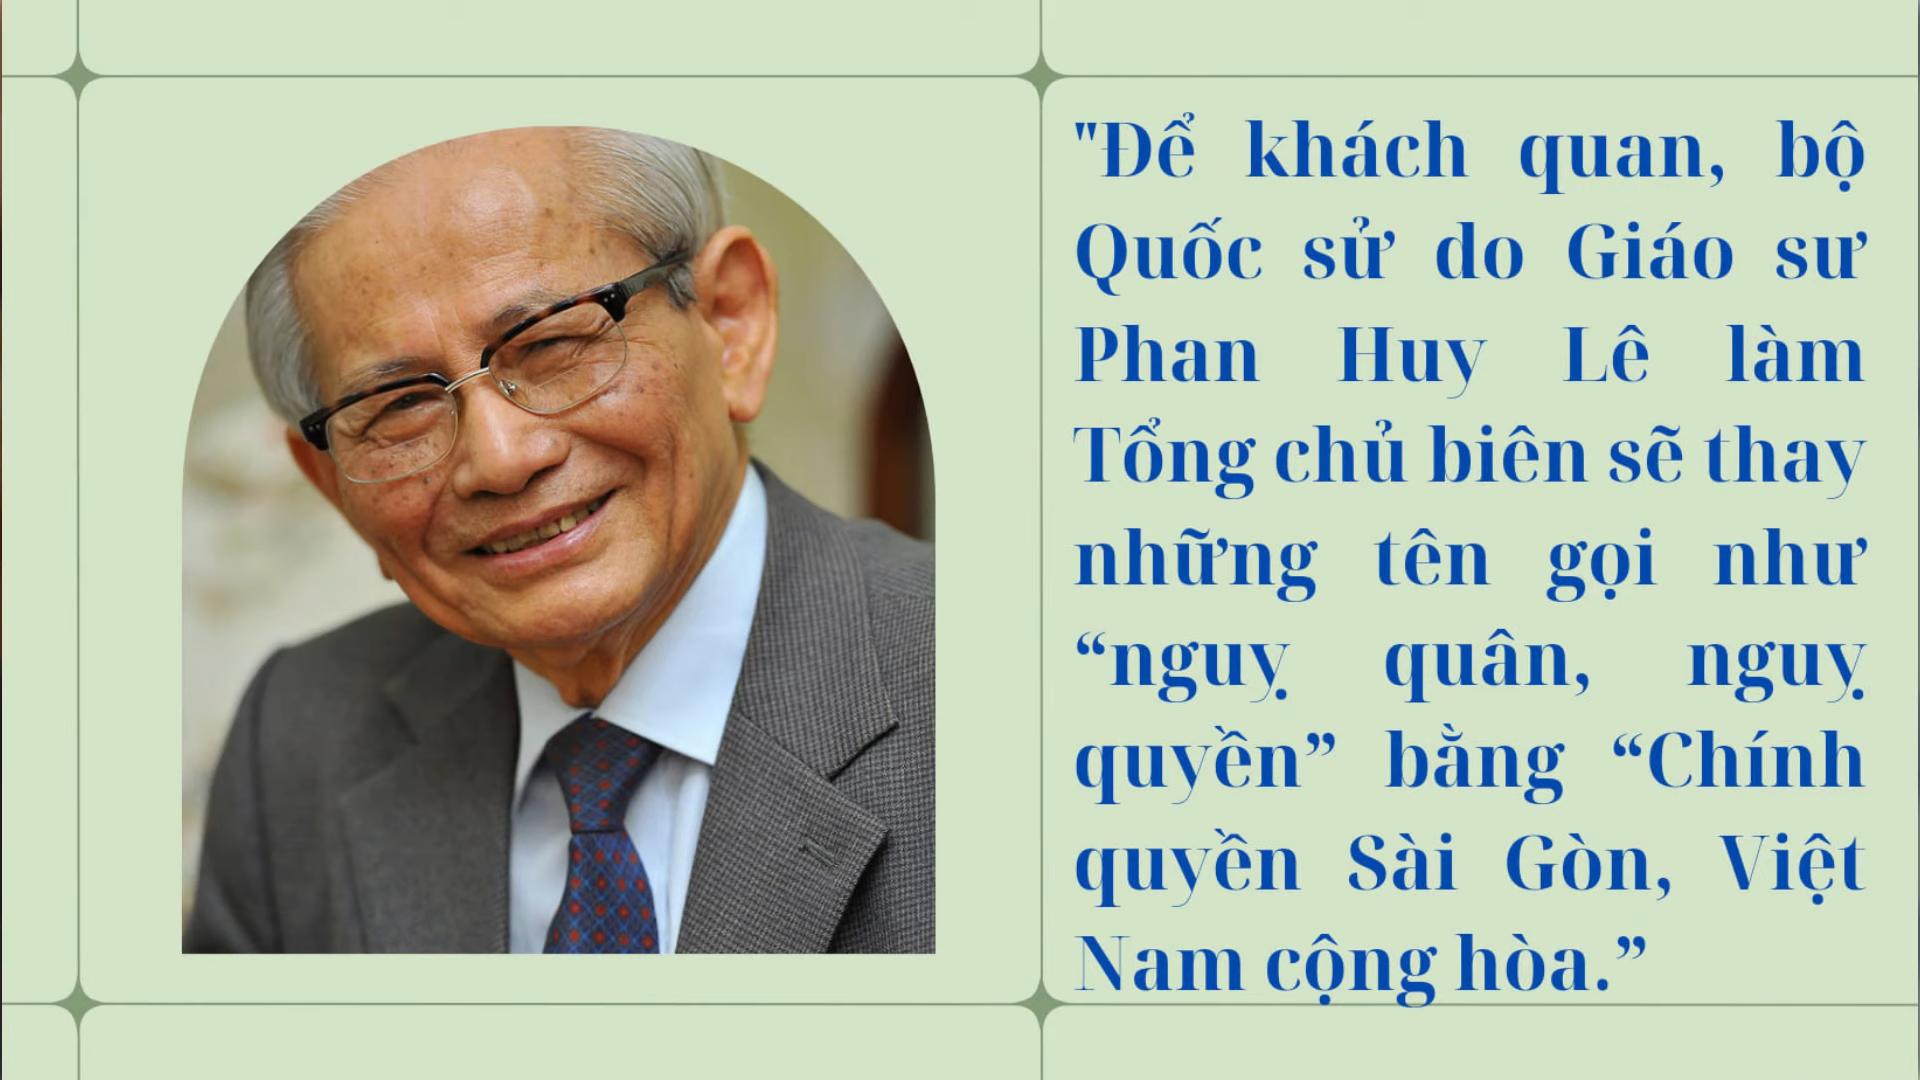 "Để khách quan, bộ
Quốc sử do Giáo sư
Phan Huy Lê làm
Tổng chủ biên sẽ thay
những tên gọi như
“nguỵ quân, nguỵ
quyền” bằng “Chính
quyền Sài Gòn, Việt
Nam cộng hòa.”